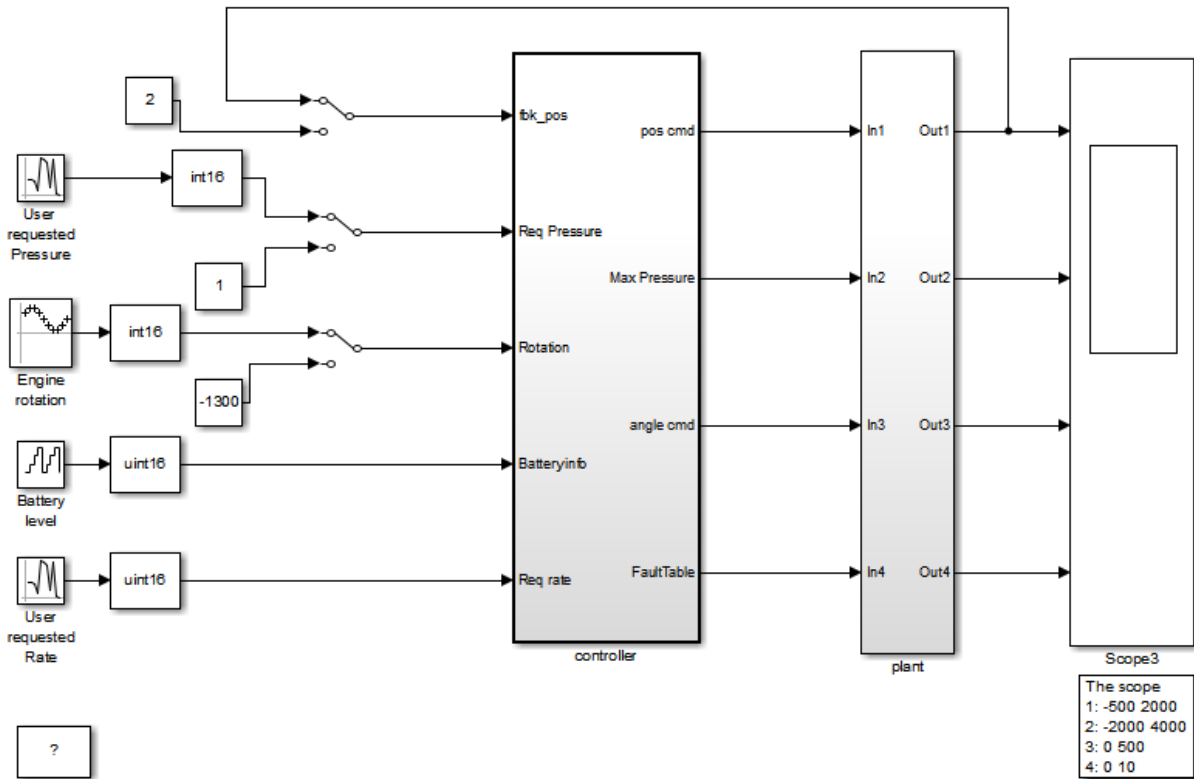 2
fbk_pos
pos cmd
In1
Out1
int16
User
requested
Pressure
Req Pressure
1
Max Pressure
In2
Out2
int16
Engine
rotation
Rotation
-1300
angle cmd
In3
Out3
uint16
Battery
level
Batteryinfo
uint16
User
requested
Rate
Req rate
FaultTable
In4
Out4
controller
plant
Scope3
The scope
1: -500 2000
2: -2000 4000
3: 0 500
4: 0 10
?